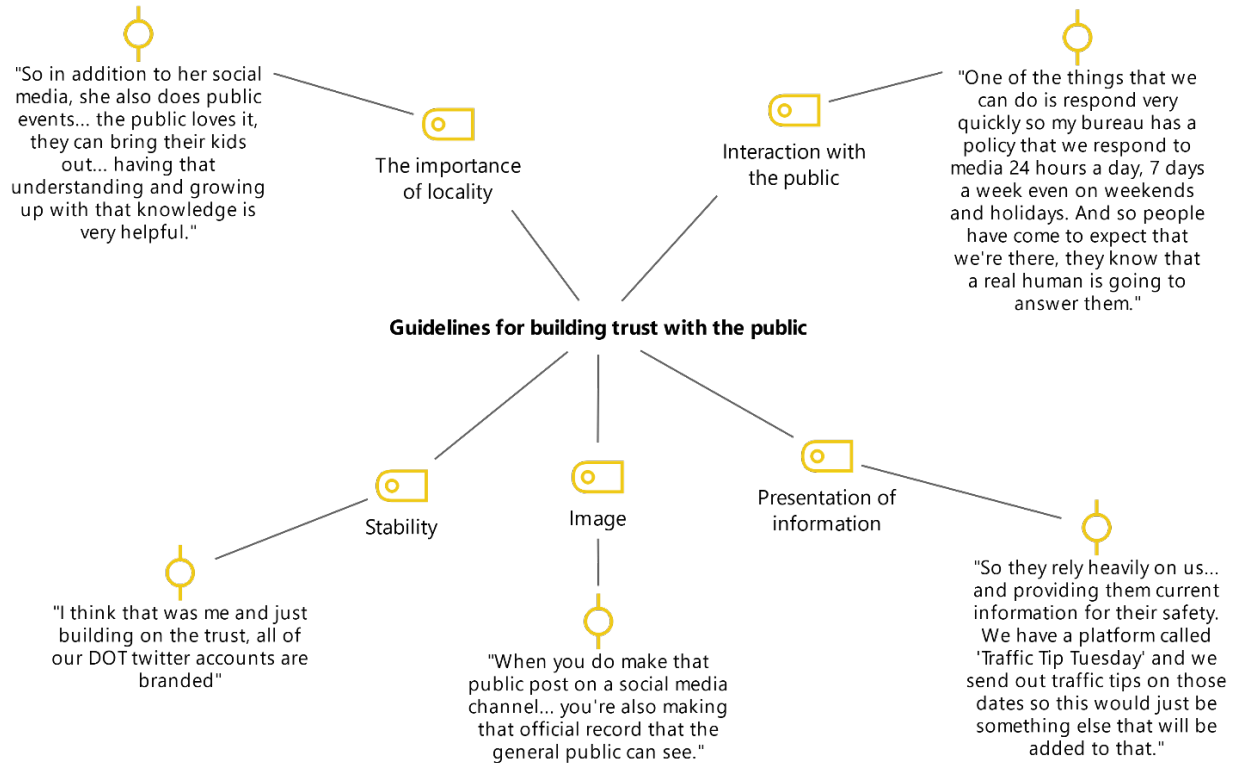 "So in addition to her social
media, she also does public
events... the public loves it,
they can bring their kids
out... having that
understanding and growing
up with that knowledge is
very helpful."
The importance
of locality
Interaction with
the public
"One of the things that we
can do is respond very
quickly so my bureau has a
policy that we respond to
media 24 hours a day, 7 days
a week even on weekends
and holidays. And so people
have come to expect that
we're there, they know that
a real human is going to
answer them."
Guidelines for building trust with the public
Stability
Image
Presentation of
information
"I think that was me and just
building on the trust, all of
our DOT twitter accounts are
branded"
"When you do make that
public post on a social media
channel... you're also making
that official record that the
general public can see."
"So they rely heavily on us...
and providing them current
information for their safety.
We have a platform called
'Traffic Tip Tuesday' and we
send out traffic tips on those
dates so this would just be
something else that will be
added to that."